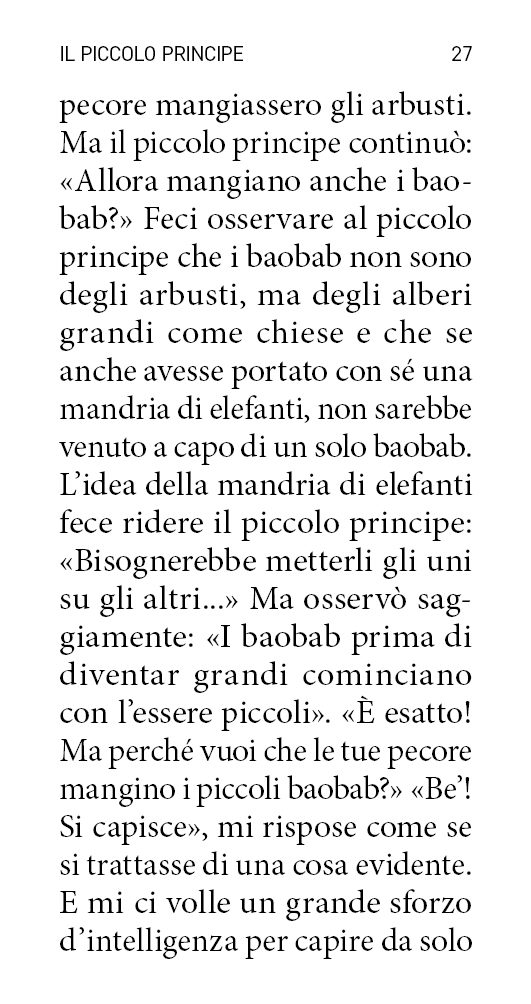 IL PICCOLO PRINCIPE 27
pecore mangiassero gli arbusti.
Ma il piccolo principe continuò:
«Allora mangiano anche i bao-
bab?» Feci osservare al piccolo
principe che i baobab non sono
degli arbusti, ma degli alberi
grandi come chiese e che se
anche avesse portato con sé una
mandria di elefanti, non sarebbe
venuto a capo di un solo baobab.
L’idea della mandria di elefanti
fece ridere il piccolo principe:
«Bisognerebbe metterli gli uni
su gli altri...» Ma osservò sag-
giamente: «I baobab prima di
diventar grandi cominciano
con l’essere piccoli». «È esatto!
Ma perché vuoi che le tue pecore
mangino i piccoli baobab?» «Be’!
Si capisce», mi rispose come se
si trattasse di una cosa evidente.
E mi ci volle un grande sforzo
d’intelligenza per capire da solo